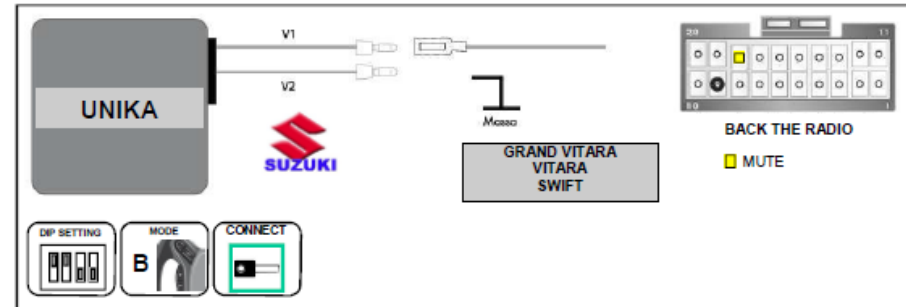 V1
V2
UNIKA
SUZUKI
Massa
GRAND VITARA
VITARA
SWIFT
20
11
10
1
BACK THE RADIO
MUTE
DIP SETTING
MODE
B
CONNECT